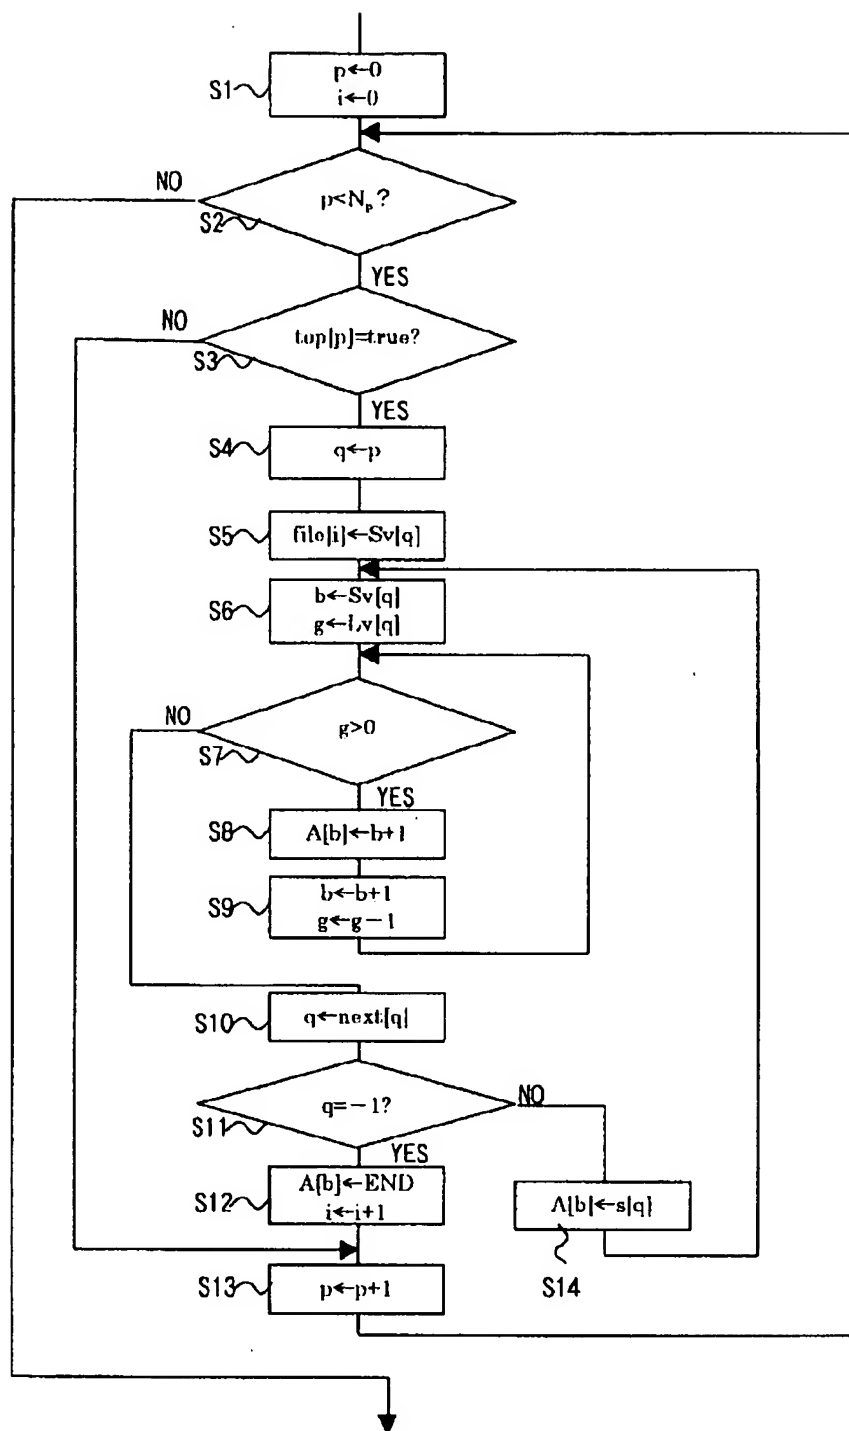 S1
p←0
i←0
NO
p<Nₚ?
S2
YES
NO
top[p]=true?
S3
YES
S4
q←p
S5
file[i]←Sv[q]
S6
b←Sv[q]
g←Lv[q]
NO
g>0
S7
YES
S8
A[b]←b+1
S9
b←b+1
g←g-1
S10
q←next[q]
q=-1?
NO
S11
YES
S12
A[b]←END
i←i+1
A[b]←s[q]
S13
p←p+1
S14